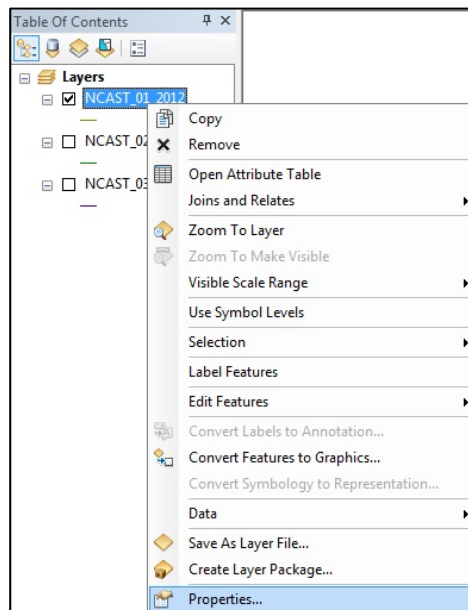 Table Of Contents
Layers
NCAST_01_2012
NCAST_02
NCAST_03
Copy
Remove
Open Attribute Table
Joins and Relates
Zoom To Layer
Zoom To Make Visible
Visible Scale Range
Use Symbol Levels
Selection
Label Features
Edit Features
Convert Labels to Annotation...
Convert Features to Graphics...
Convert Symbology to Representation...
Data
Save As Layer File...
Create Layer Package...
Properties...